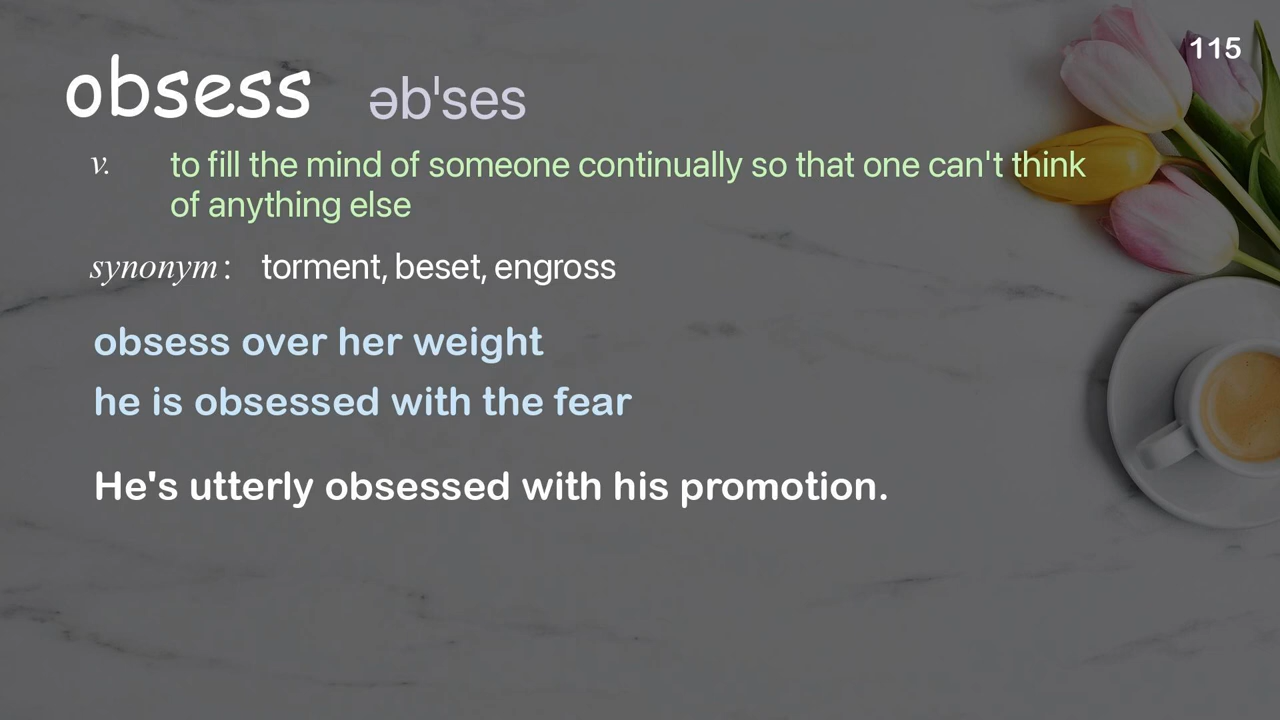 115
obsess əb'ses
v. to fill the mind of someone continually so that one can't think
of anything else
synonym: torment, beset, engross
obsess over her weight
he is obsessed with the fear
He's utterly obsessed with his promotion.